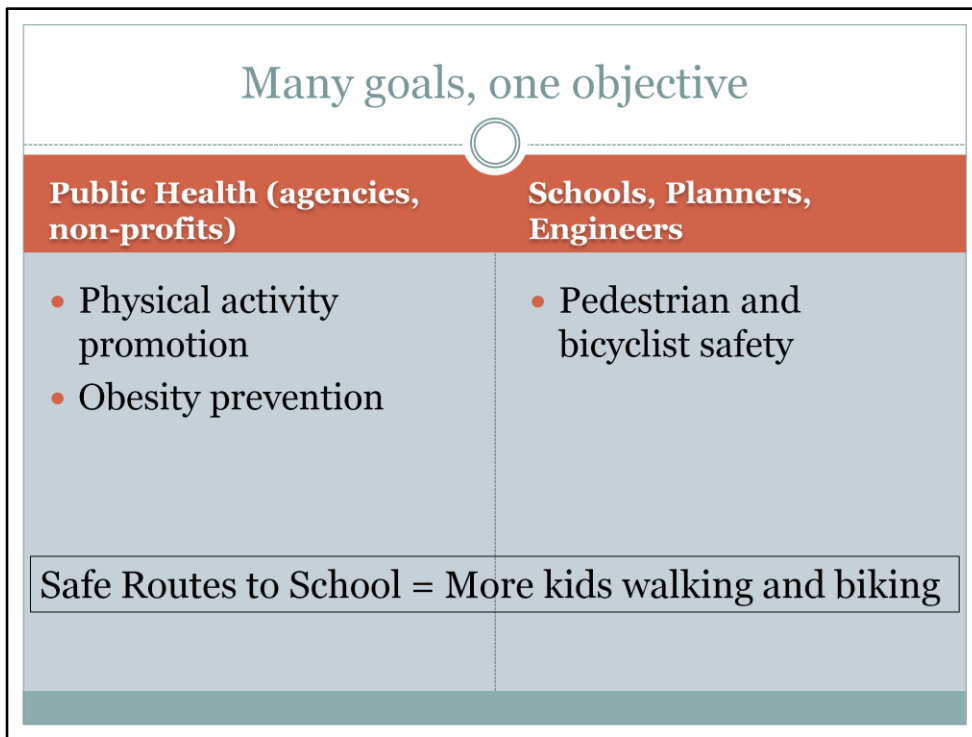 Many goals, one objective
Public Health (agencies,
non-profits)
Schools, Planners,
Engineers
• Physical activity
promotion
• Obesity prevention
• Pedestrian and
bicyclist safety
Safe Routes to School = More kids walking and biking